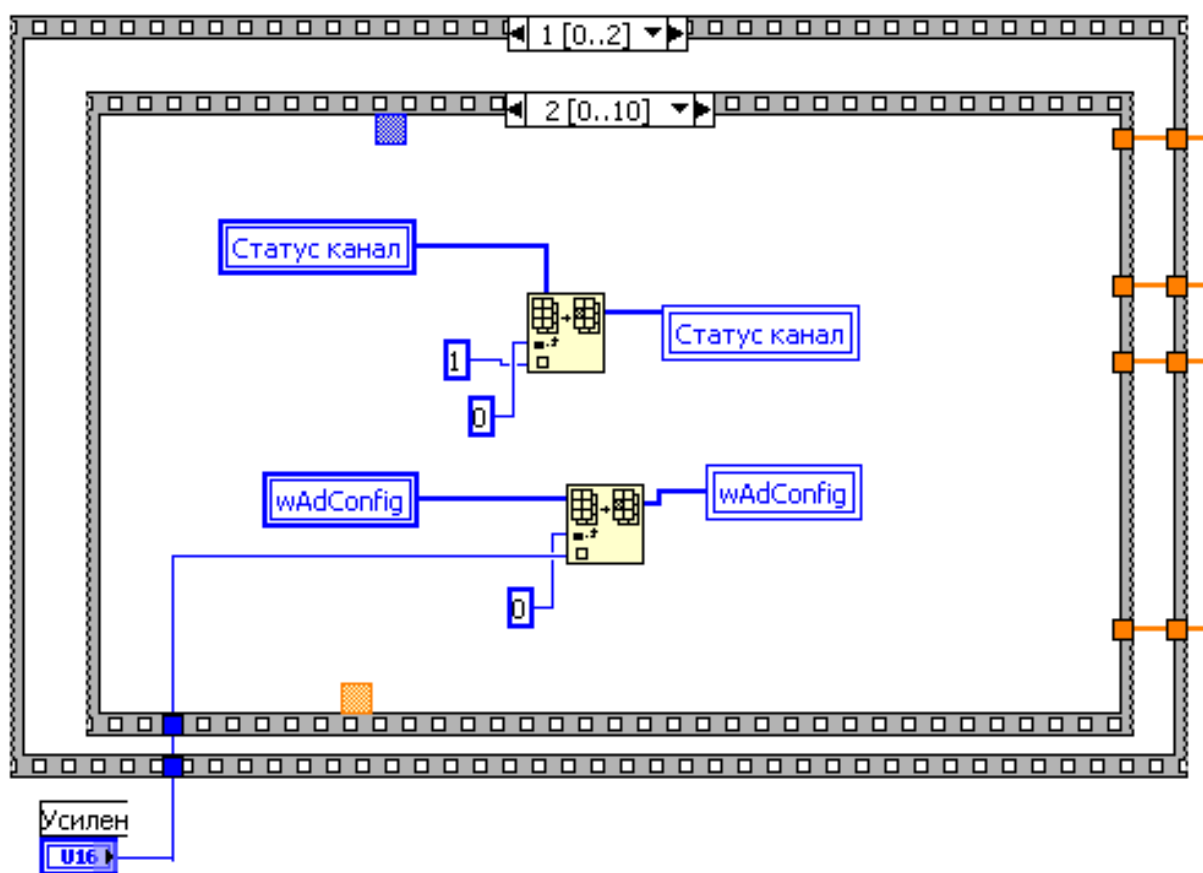 1 [0..2]
2 [0..10]
Статус канал
Статус канал
1
0
wAdConfig
wAdConfig
0
Усилен
U16